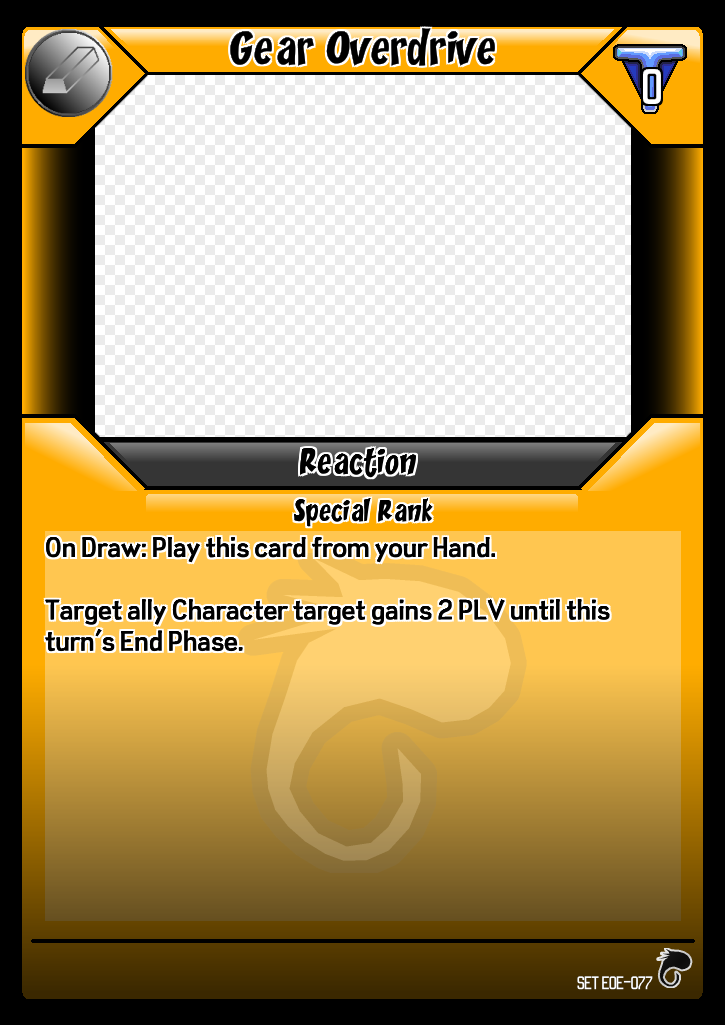 Gear Overdrive
0
Reaction
Special Rank
On Draw: Play this card from your Hand.
Target ally Character target gains 2 PLV until this
turn's End Phase.
SET EOE-077